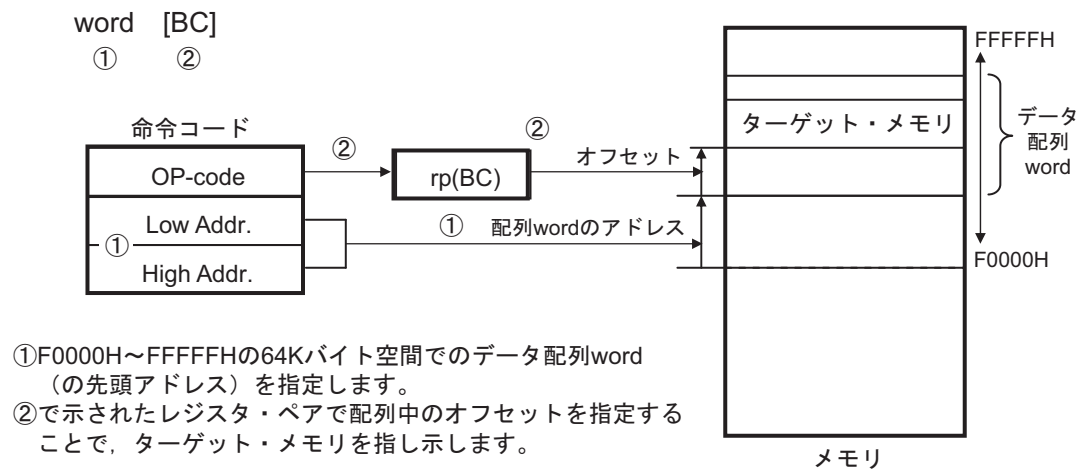 word [BC]
① ②
命令コード
OP-code
Low Addr.
①
High Addr.
②
rp(BC)
②
オフセット
① 配列wordのアドレス
ターゲット・メモリ
FFFFFH
データ
配列
word
F0000H
メモリ
①F0000H～FFFFFHの64Kバイト空間でのデータ配列word
（の先頭アドレス）を指定します。
②で示されたレジスタ・ペアで配列中のオフセットを指定する
ことで，ターゲット・メモリを指し示します。